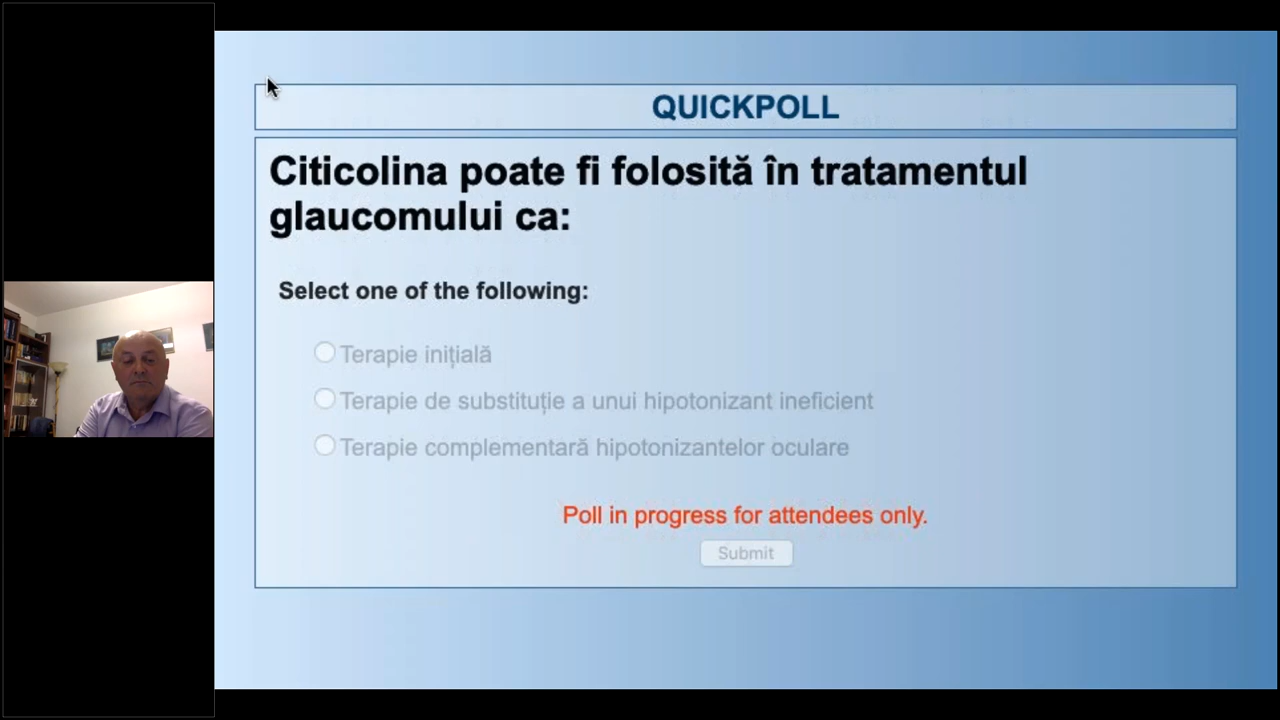 QUICKPOLL
Citicolina poate fi folosită în tratamentul
glaucomului ca:
Select one of the following:
Terapie inițială
Terapie de substituție a unui hipotonizant ineficient
Terapie complementară hipotonizantelor oculare
Poll in progress for attendees only.
Submit